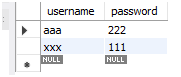 username password
aaa 222
xxx 111
NULL NULL